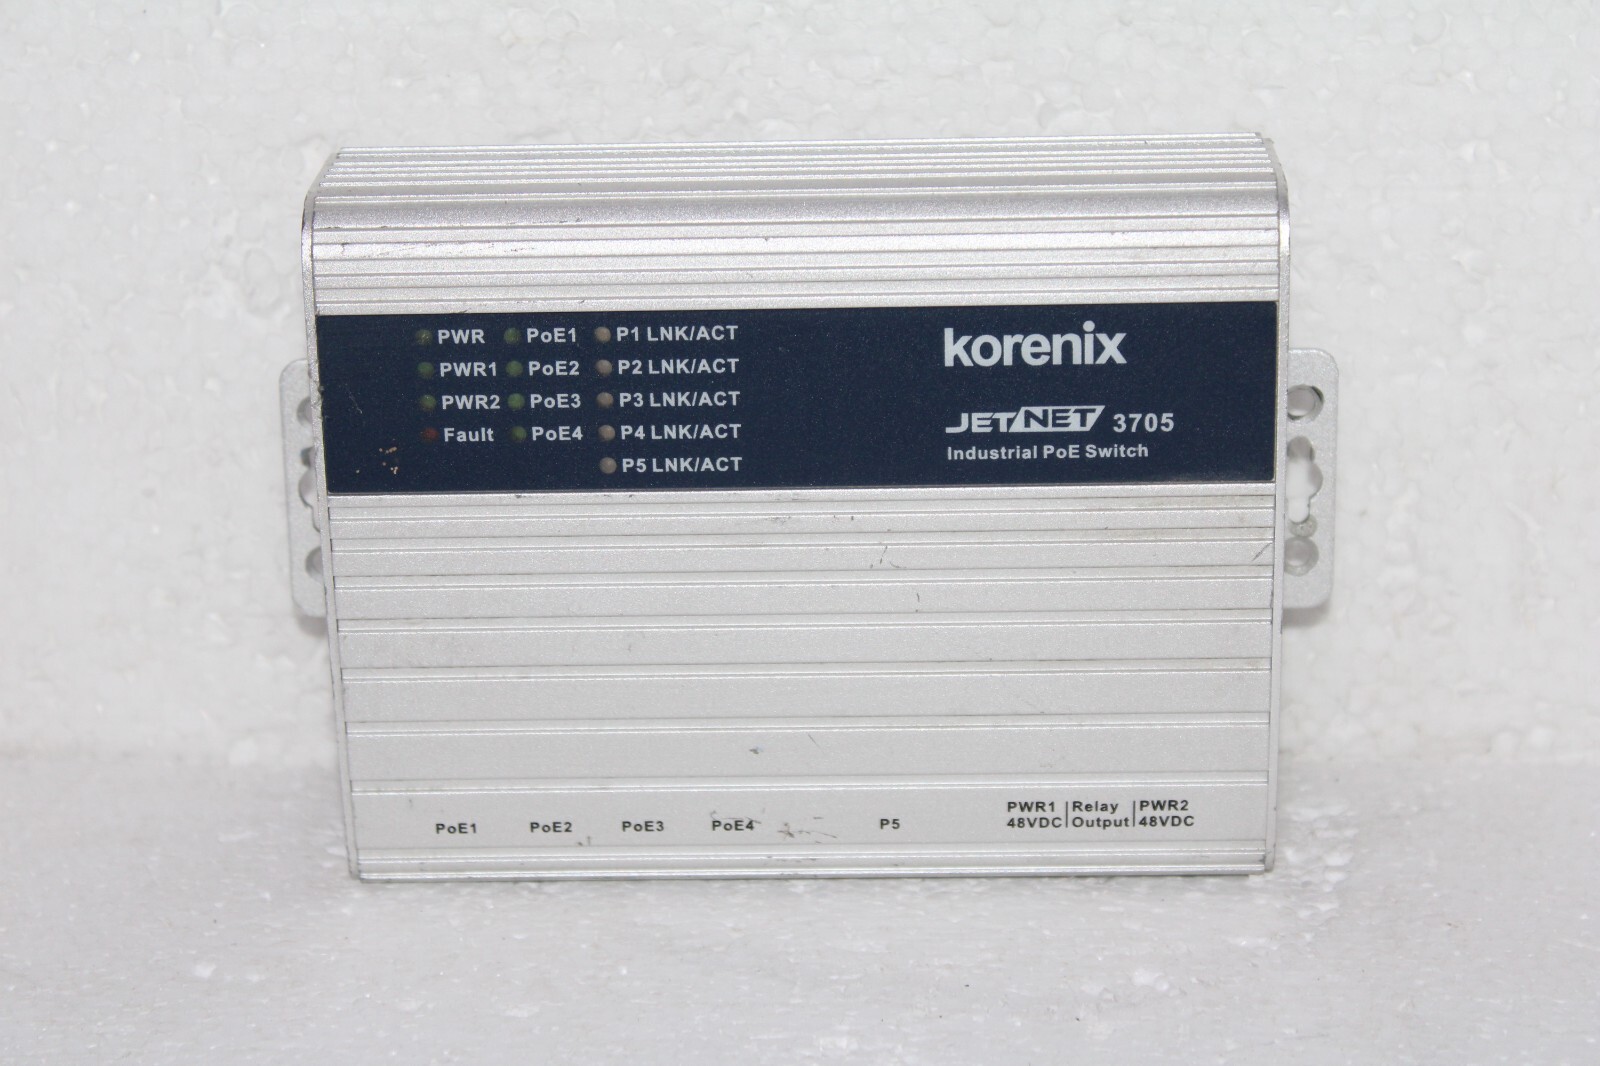 PWR PoE1 P1 LNK/ACT
PWR1 PoE2 P2 LNK/ACT
PWR2 PoE3 P3 LNK/ACT
Fault PoE4 P4 LNK/ACT
P5 LNK/ACT
korenix
JETNET 3705
Industrial PoE Switch
PoE1 PoE2 PoE3 PoE4 P5
PWR1 Relay PWR2
48VDC Output 48VDC